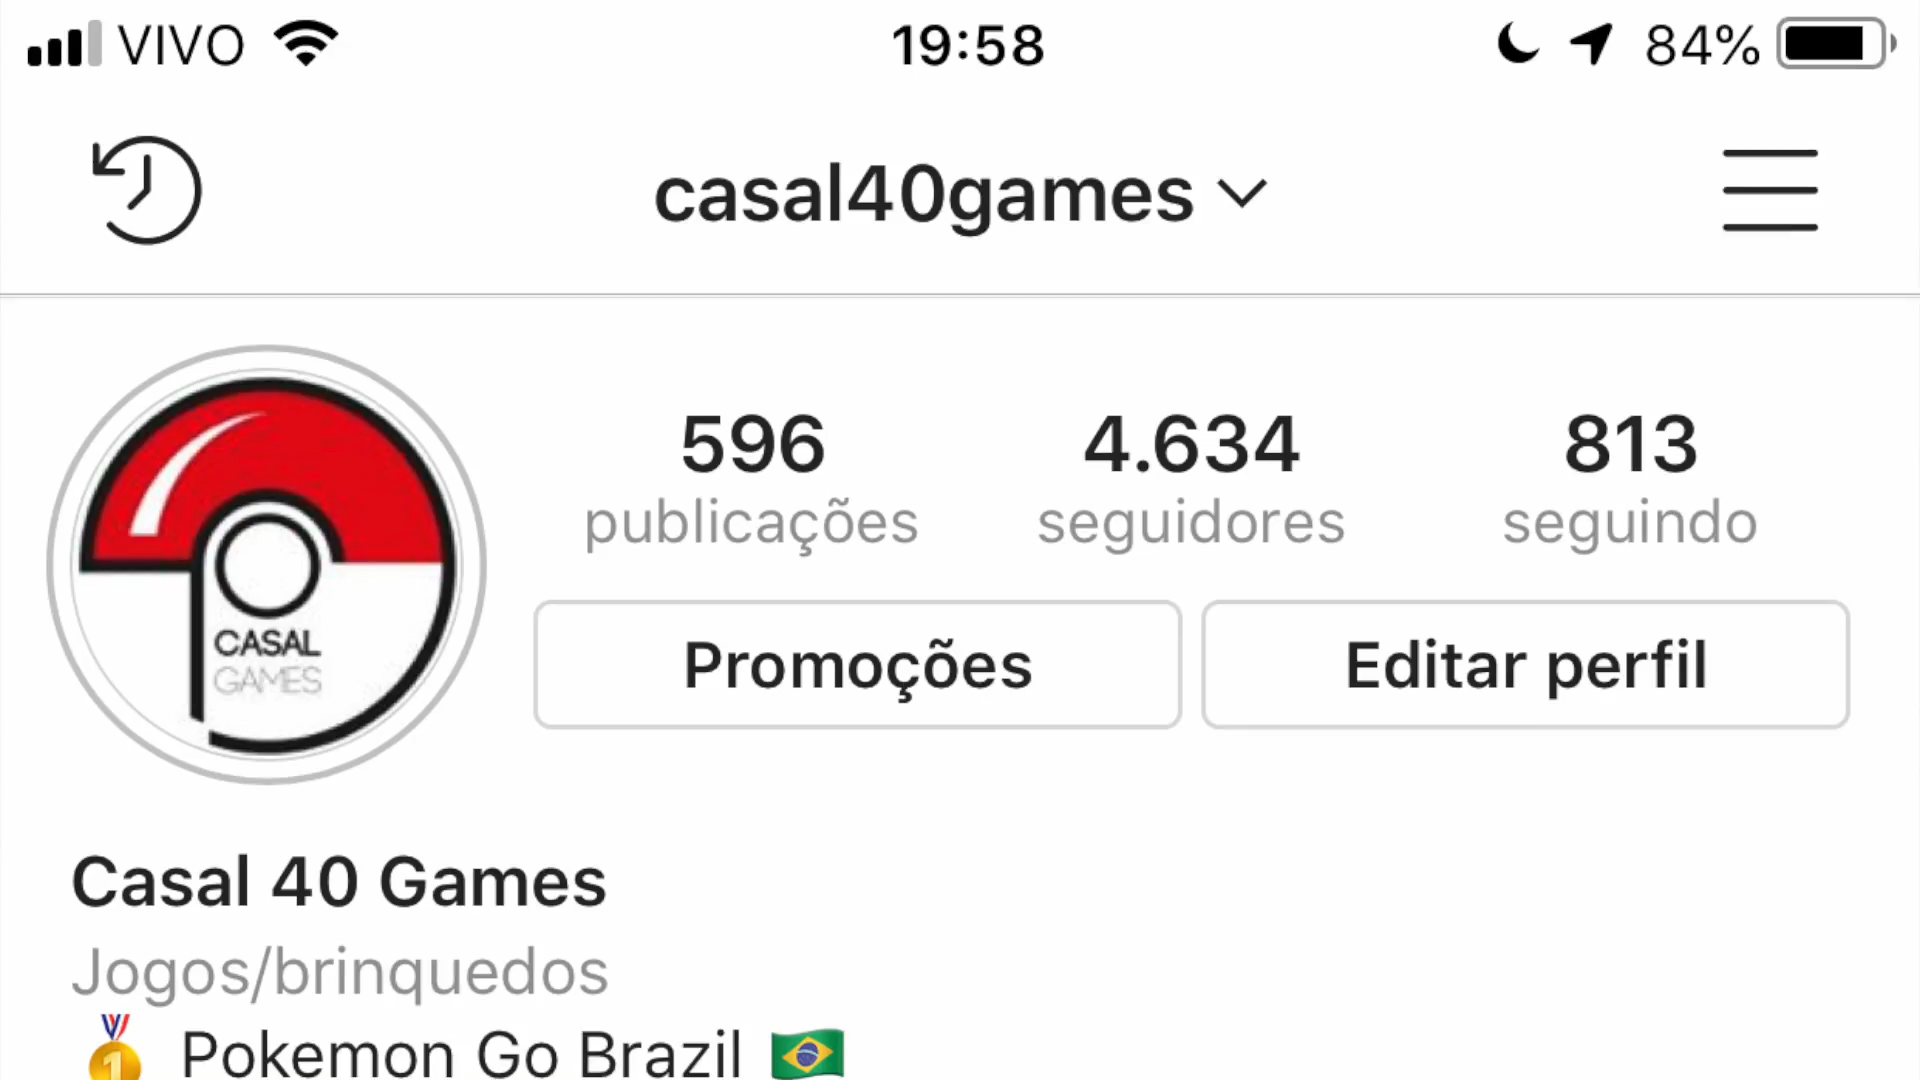 VIVO 19:58 84%
casal40games
596 4.634 813
publicações seguidores seguindo
Promoções Editar perfil
CASAL
GAMES
Casal 40 Games
Jogos/brinquedos
🥇 Pokemon Go Brazil 🇧🇷